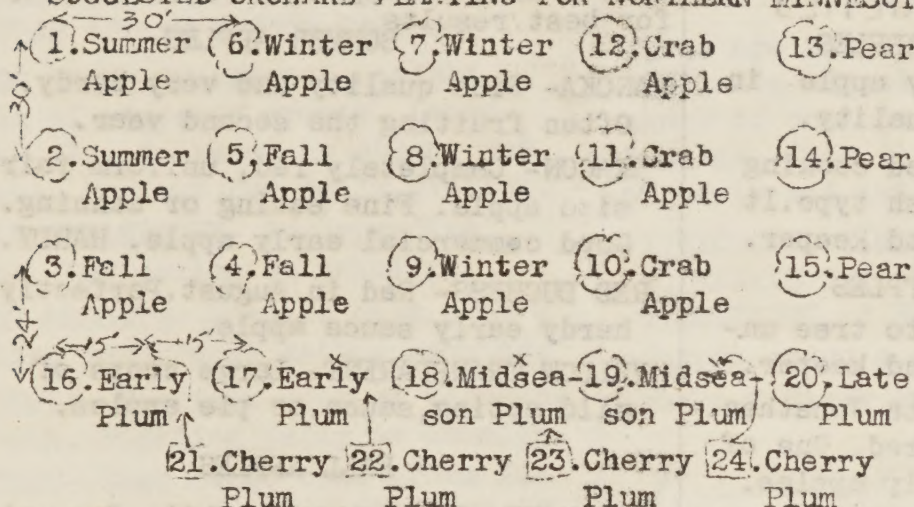 SUGGESTED ORCHARD PLANTING FOR NORTHERN MINNESOTA
30'
1.Summer 6.Winter 7.Winter 12.Crab 13.Pear
Apple Apple Apple Apple
30'
2.Summer 5.Fall 8.Winter 11.Crab 14.Pear
Apple Apple Apple Apple
3.Fall 4.Fall 9.Winter 10.Crab 15.Pear
Apple Apple Apple Apple
24'
15' 15'
16.Early 17.Early 18.Midsea- 19.Midsea- 20.Late
Plum Plum son Plum son Plum Plum
21.Cherry 22.Cherry 23.Cherry 24.Cherry
Plum Plum Plum Plum